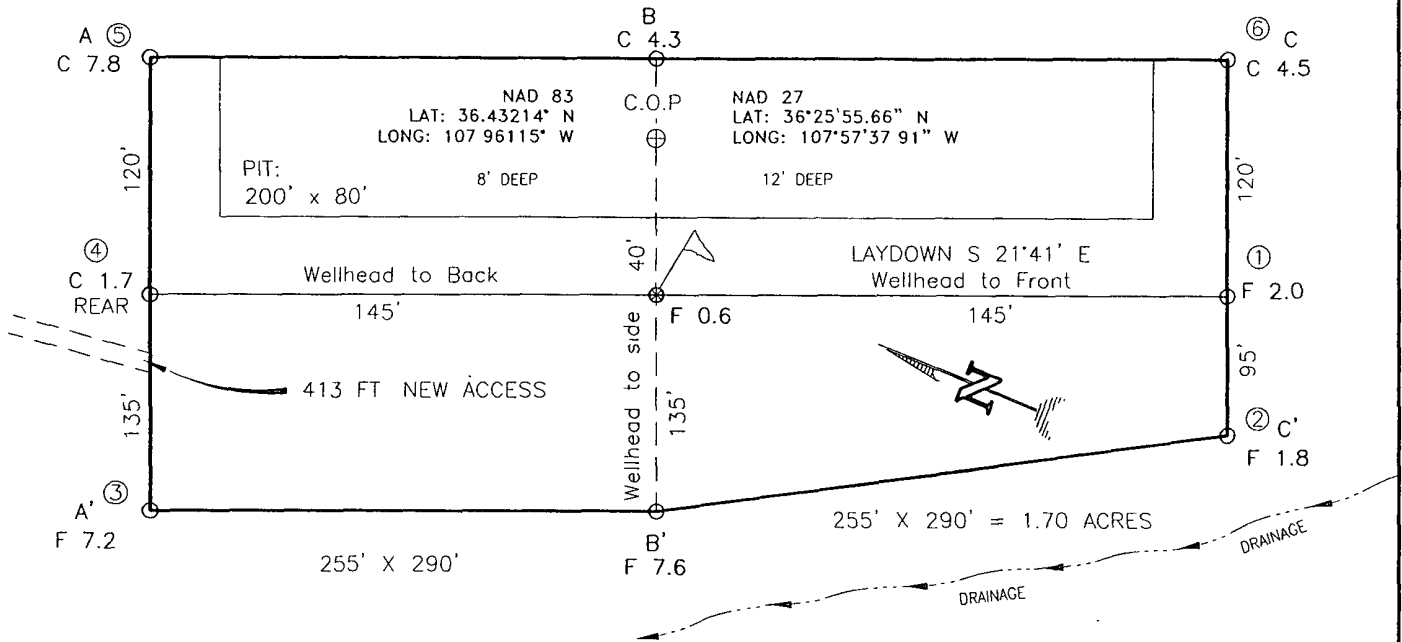 A ⑤
C 7.8
B
C 4.3
⑥ C
C 4.5
NAD 83
LAT: 36.43214° N
LONG: 107 96115° W
C.O.P
NAD 27
LAT: 36°25'55.66" N
LONG: 107°57'37 91" W
PIT:
200' x 80'
8' DEEP
12' DEEP
120'
120'
④
C 1.7
REAR
Wellhead to Back
145'
40'
LAYDOWN S 21°41' E
Wellhead to Front
145'
①
F 2.0
F 0.6
413 FT NEW ACCESS
135'
Wellhead to side
135'
N
95'
② C'
F 1.8
A' ③
F 7.2
255' X 290'
B'
F 7.6
255' X 290' = 1.70 ACRES
DRAINAGE
DRAINAGE